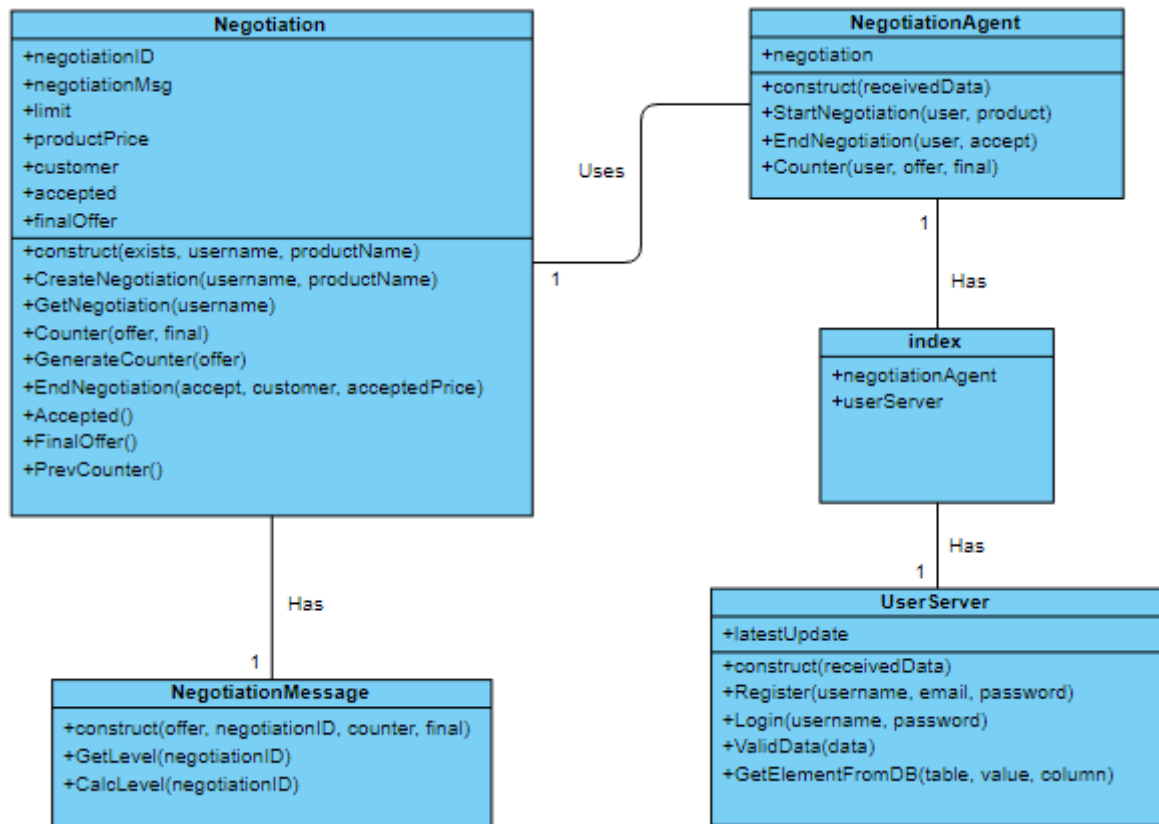 Negotiation
+negotiationID
+negotiationMsg
+limit
+productPrice
+customer
+accepted
+finalOffer
+construct(exists, username, productName)
+CreateNegotiation(username, productName)
+GetNegotiation(username)
+Counter(offer, final)
+GenerateCounter(offer)
+EndNegotiation(accept, customer, acceptedPrice)
+Accepted()
+FinalOffer()
+PrevCounter()
Uses
1
NegotiationAgent
+negotiation
+construct(receivedData)
+StartNegotiation(user, product)
+EndNegotiation(user, accept)
+Counter(user, offer, final)
1
Has
index
+negotiationAgent
+userServer
Has
1
Has
1
NegotiationMessage
+construct(offer, negotiationID, counter, final)
+GetLevel(negotiationID)
+CalcLevel(negotiationID)
UserServer
+latestUpdate
+construct(receivedData)
+Register(username, email, password)
+Login(username, password)
+ValidData(data)
+GetElementFromDB(table, value, column)